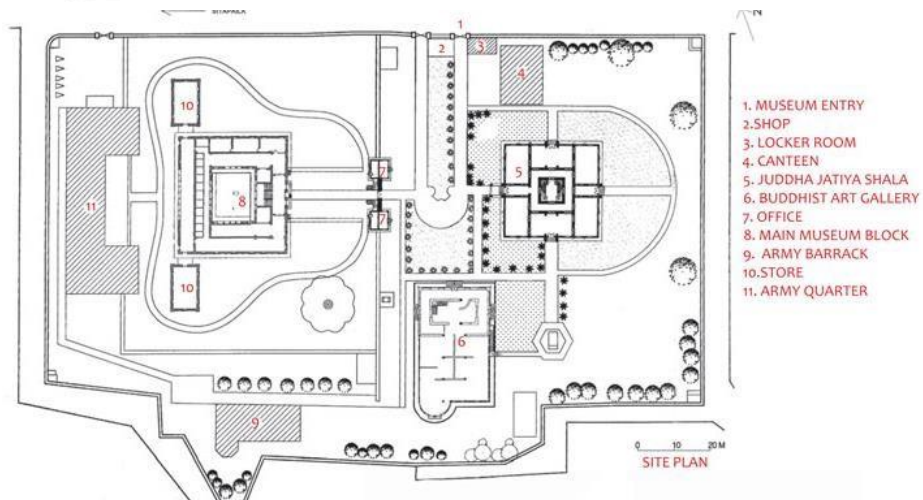 SITAPAILA
1
N
2
3
4
10
5
7
8
11
7
10
6
9
1. MUSEUM ENTRY
2.SHOP
3. LOCKER ROOM
4. CANTEEN
5. JUDDHA JATIYA SHALA
6. BUDDHIST ART GALLERY
7. OFFICE
8. MAIN MUSEUM BLOCK
9. ARMY BARRACK
10.STORE
11. ARMY QUARTER
0 10 20 M
SITE PLAN